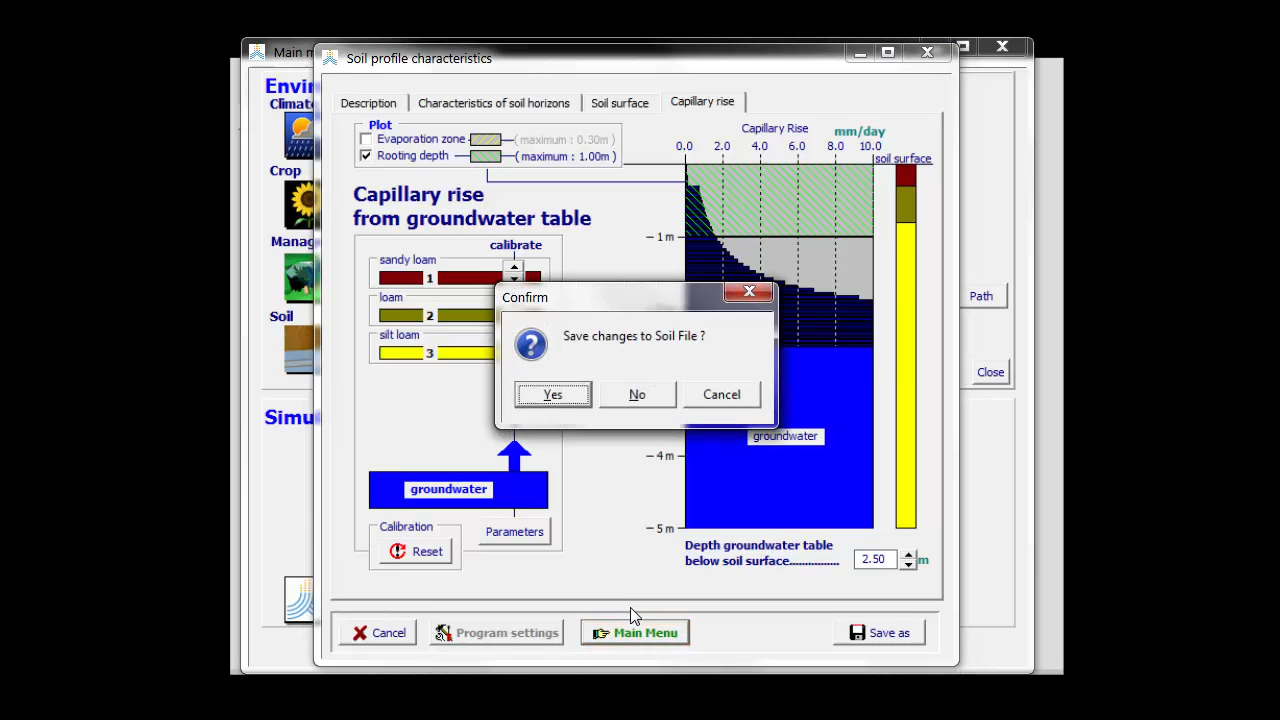 Main m
Soil profile characteristics
Envir
Climate
Crop
Manag
Soil
Simu
Path
Close
Description
Characteristics of soil horizons
Soil surface
Capillary rise
Plot
Evaporation zone
( maximum : 0.30m )
Rooting depth
( maximum : 1.00m )
Capillary Rise
mm/day
0.0 2.0 4.0 6.0 8.0 10.0
soil surface
Capillary rise
from groundwater table
calibrate
sandy loam
1
loam
2
silt loam
3
1 m
4 m
5 m
Confirm
Save changes to Soil File ?
Yes
No
Cancel
groundwater
groundwater
Parameters
Calibration
Reset
Depth groundwater table
below soil surface................ 2.50 m
Cancel
Program settings
Main Menu
Save as